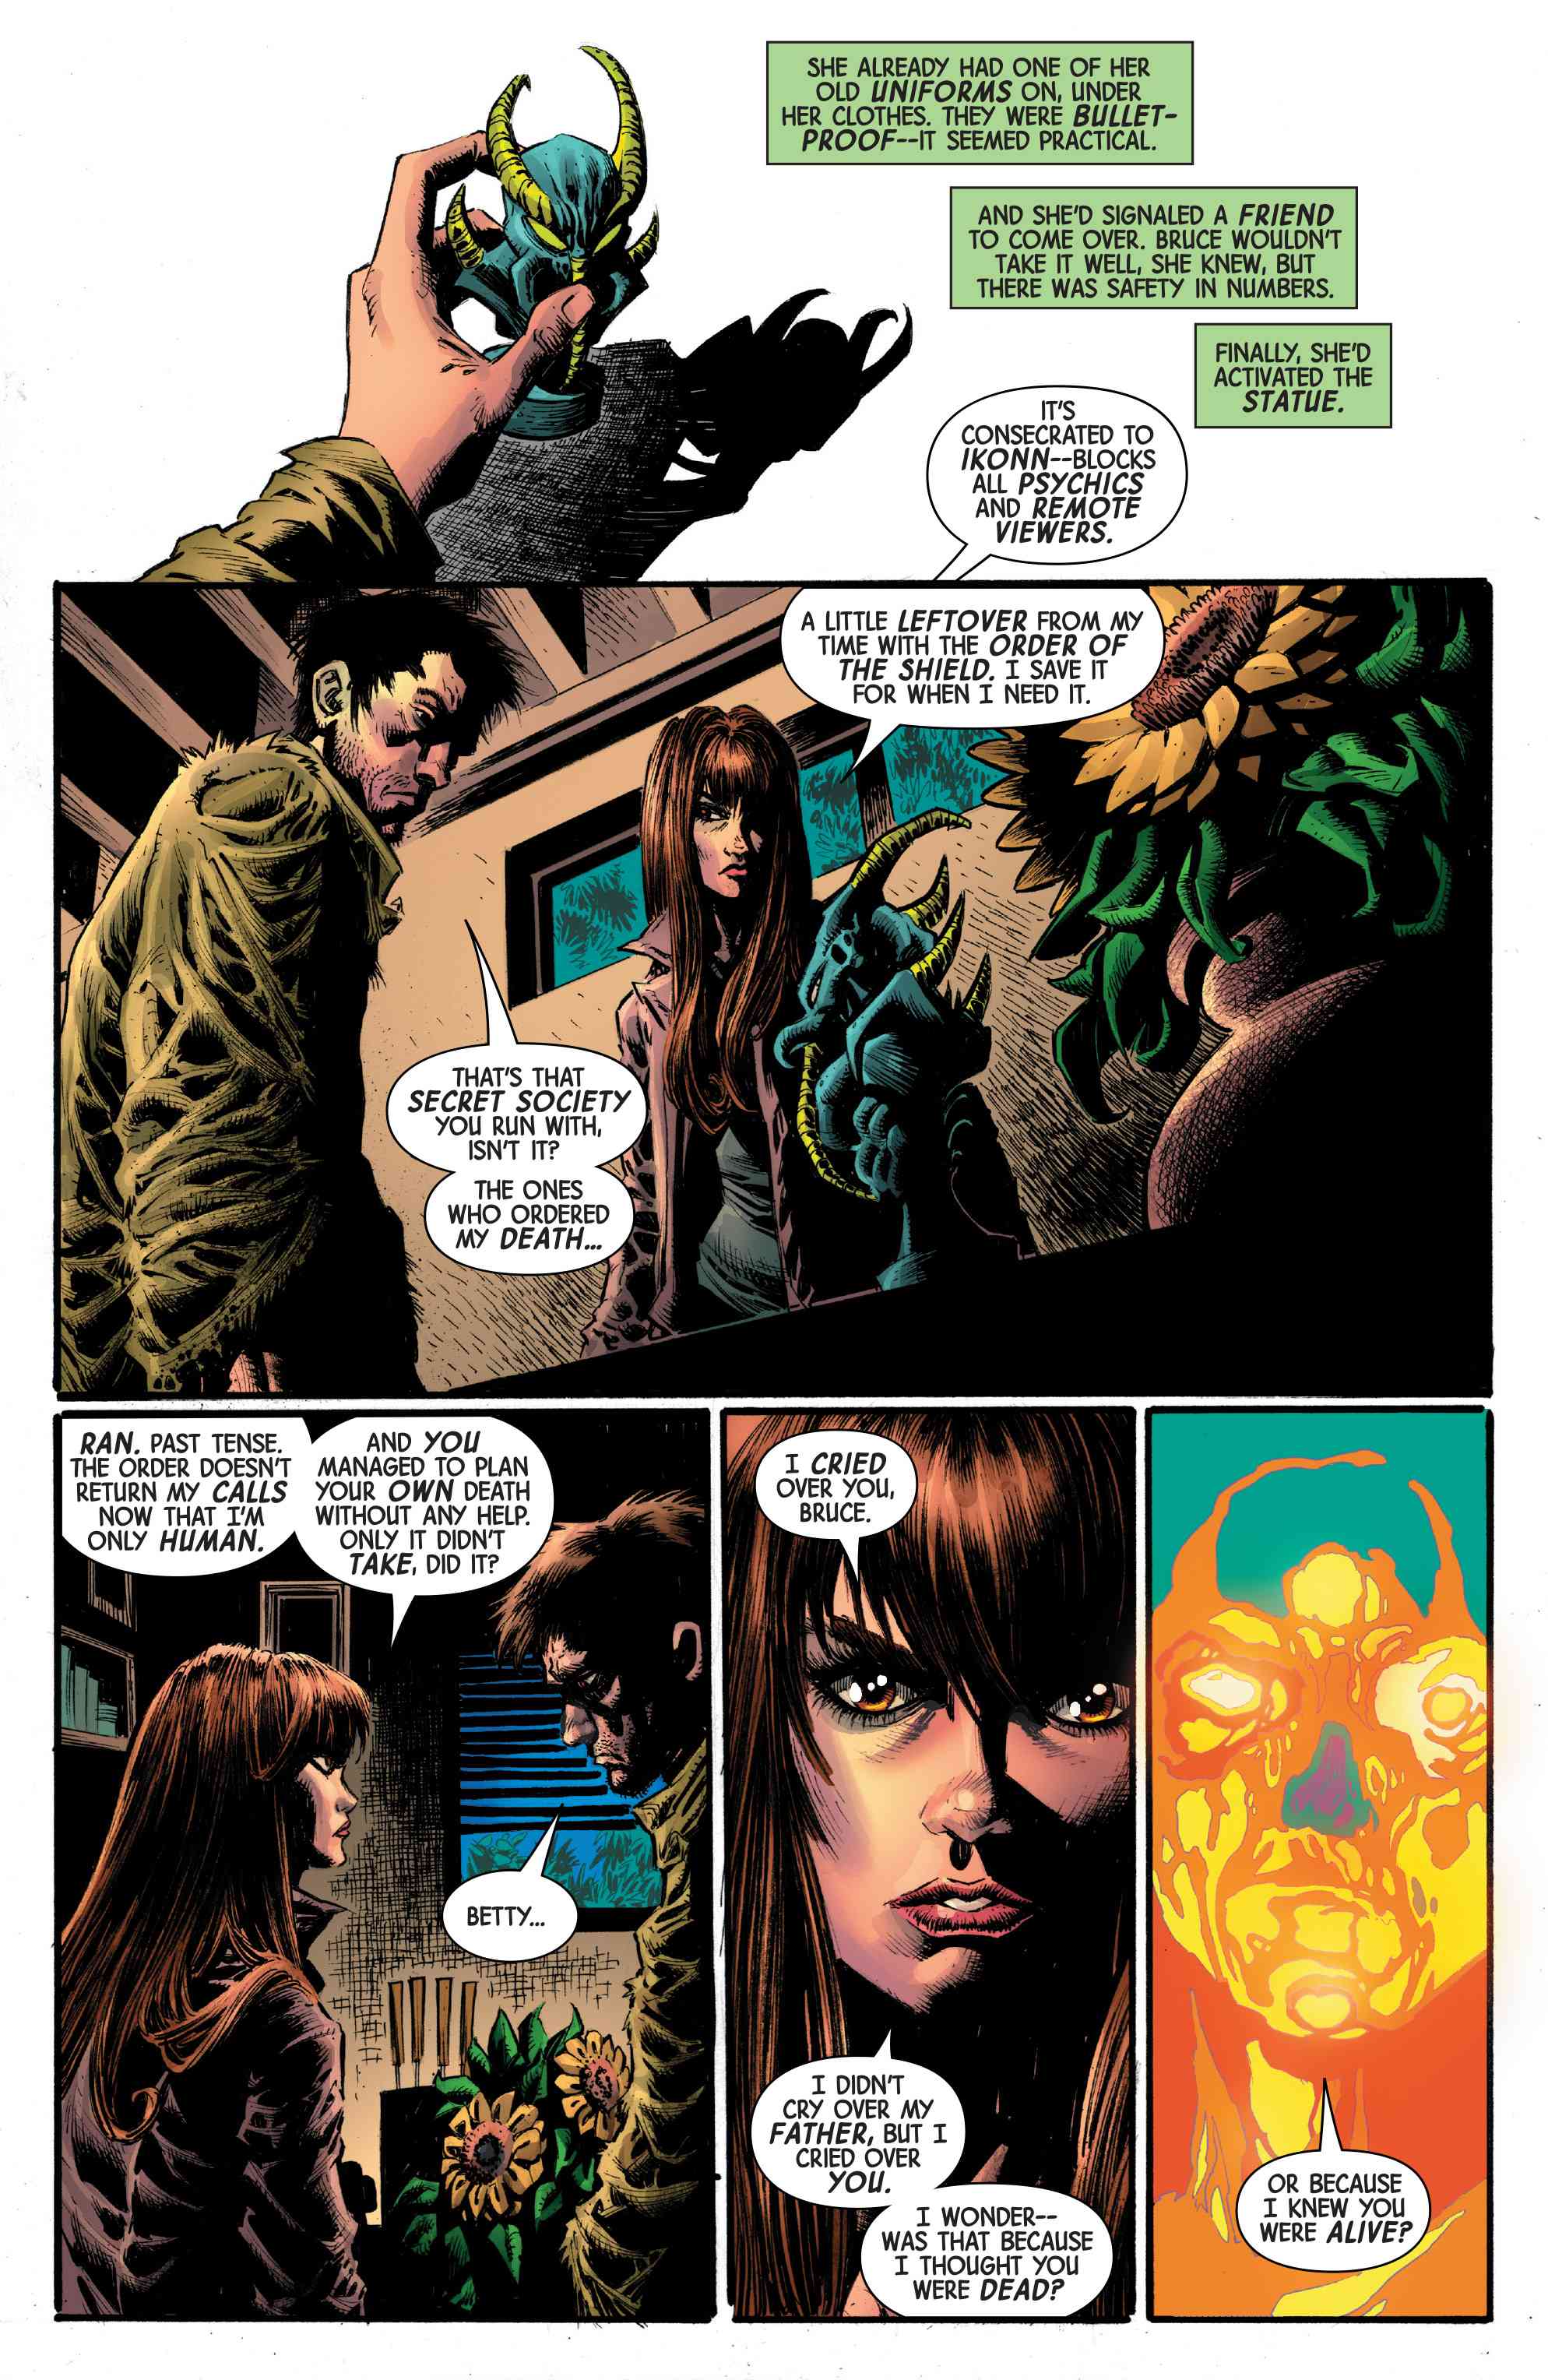 SHE ALREADY HAD ONE OF HER
OLD UNIFORMS ON, UNDER
HER CLOTHES. THEY WERE BULLET-
PROOF--IT SEEMED PRACTICAL.
AND SHE'D SIGNALED A FRIEND
TO COME OVER. BRUCE WOULDN'T
TAKE IT WELL, SHE KNEW, BUT
THERE WAS SAFETY IN NUMBERS.
FINALLY, SHE'D
ACTIVATED THE
STATUE.
IT'S
CONSECRATED TO
IKONN--BLOCKS
ALL PSYCHICS
AND REMOTE
VIEWERS.
A LITTLE LEFTOVER FROM MY
TIME WITH THE ORDER OF
THE SHIELD. I SAVE IT
FOR WHEN I NEED IT.
THAT'S THAT
SECRET SOCIETY
YOU RUN WITH,
ISN'T IT?
THE ONES
WHO ORDERED
MY DEATH...
RAN. PAST TENSE.
THE ORDER DOESN'T
RETURN MY CALLS
NOW THAT I'M
ONLY HUMAN.
AND YOU
MANAGED TO PLAN
YOUR OWN DEATH
WITHOUT ANY HELP.
ONLY IT DIDN'T
TAKE, DID IT?
BETTY...
I CRIED
OVER YOU,
BRUCE.
I DIDN'T
CRY OVER MY
FATHER, BUT I
CRIED OVER
YOU.
I WONDER--
WAS THAT BECAUSE
I THOUGHT YOU
WERE DEAD?
OR BECAUSE
I KNEW YOU
WERE ALIVE?